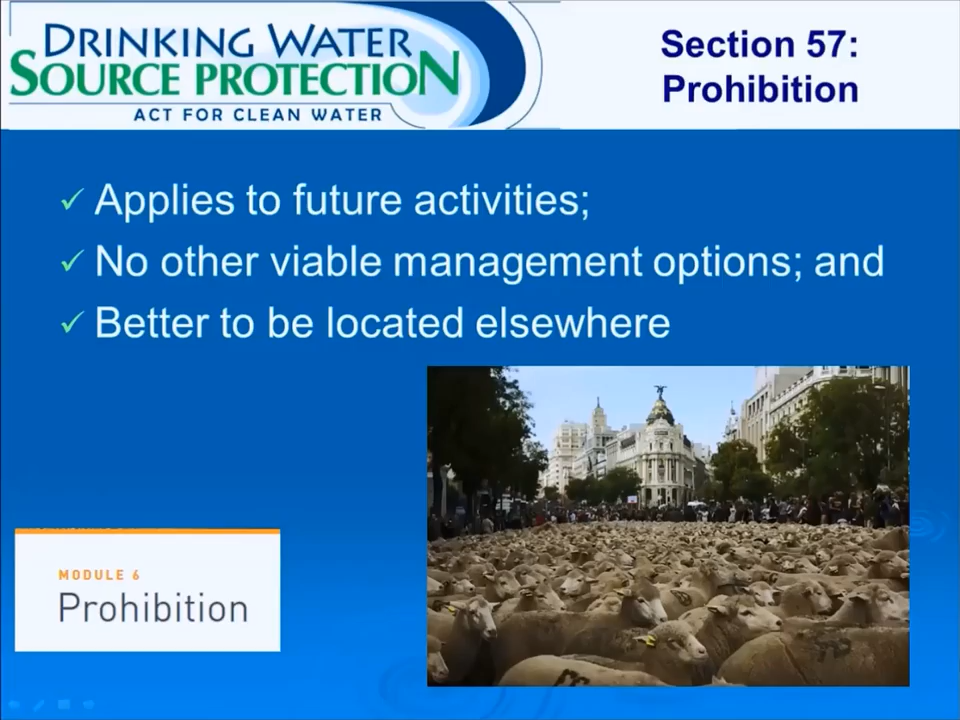 DRINKING WATER
SOURCE PROTECTION
ACT FOR CLEAN WATER
Section 57:
Prohibition
Applies to future activities;
No other viable management options; and
Better to be located elsewhere
MODULE 6
Prohibition